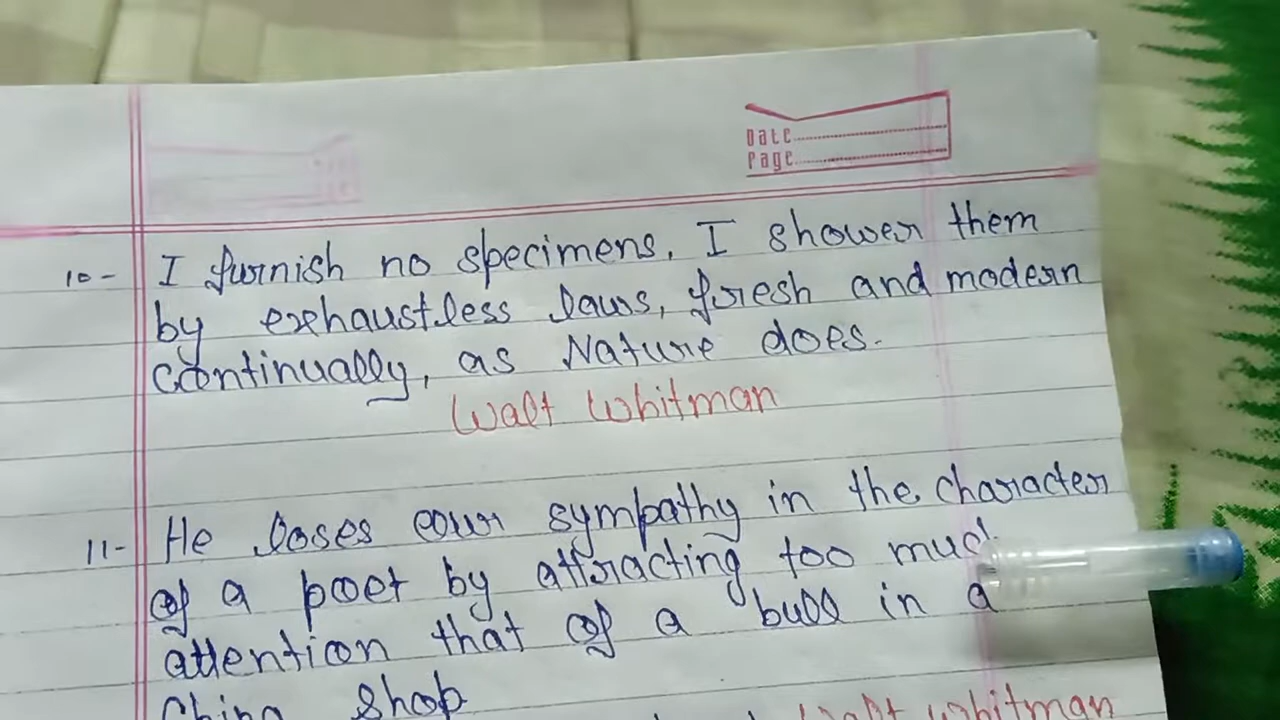 Date
Page
10- I furnish no specimens, I shower them
by exhaustless laws, fresh and modern
continually, as Nature does.
Walt Whitman
11- He loses our sympathy in the character
of a poet by attracting too much
attention that of a bull in a
China shop
Walt Whitman